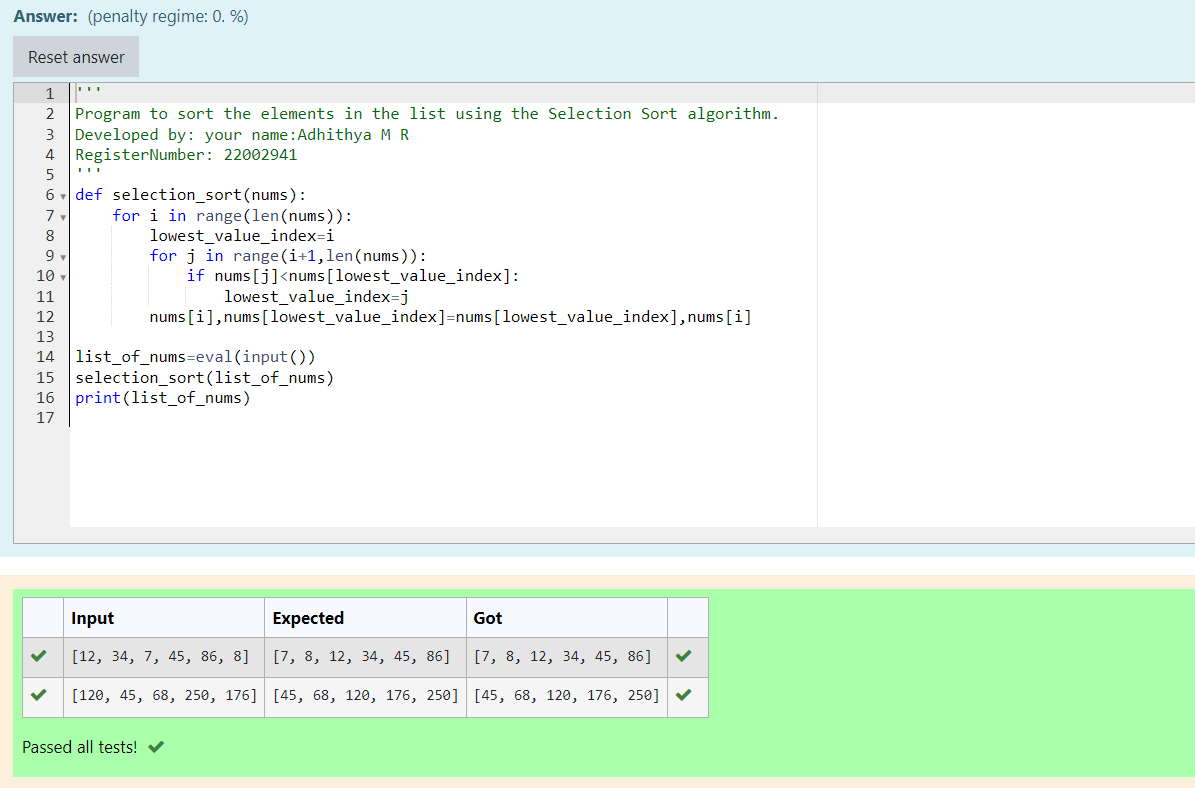 Answer: (penalty regime: 0. %)
Reset answer
1 '''
2 Program to sort the elements in the list using the Selection Sort algorithm.
3 Developed by: your name:Adhithya M R
4 RegisterNumber: 22002941
5 '''
6 def selection_sort(nums):
7     for i in range(len(nums)):
8         lowest_value_index=i
9         for j in range(i+1,len(nums)):
10             if nums[j]<nums[lowest_value_index]:
11                 lowest_value_index=j
12         nums[i],nums[lowest_value_index]=nums[lowest_value_index],nums[i]
13
14 list_of_nums=eval(input())
15 selection_sort(list_of_nums)
16 print(list_of_nums)
17
Input Expected Got
[12, 34, 7, 45, 86, 8] [7, 8, 12, 34, 45, 86] [7, 8, 12, 34, 45, 86]
[120, 45, 68, 250, 176] [45, 68, 120, 176, 250] [45, 68, 120, 176, 250]
Passed all tests!